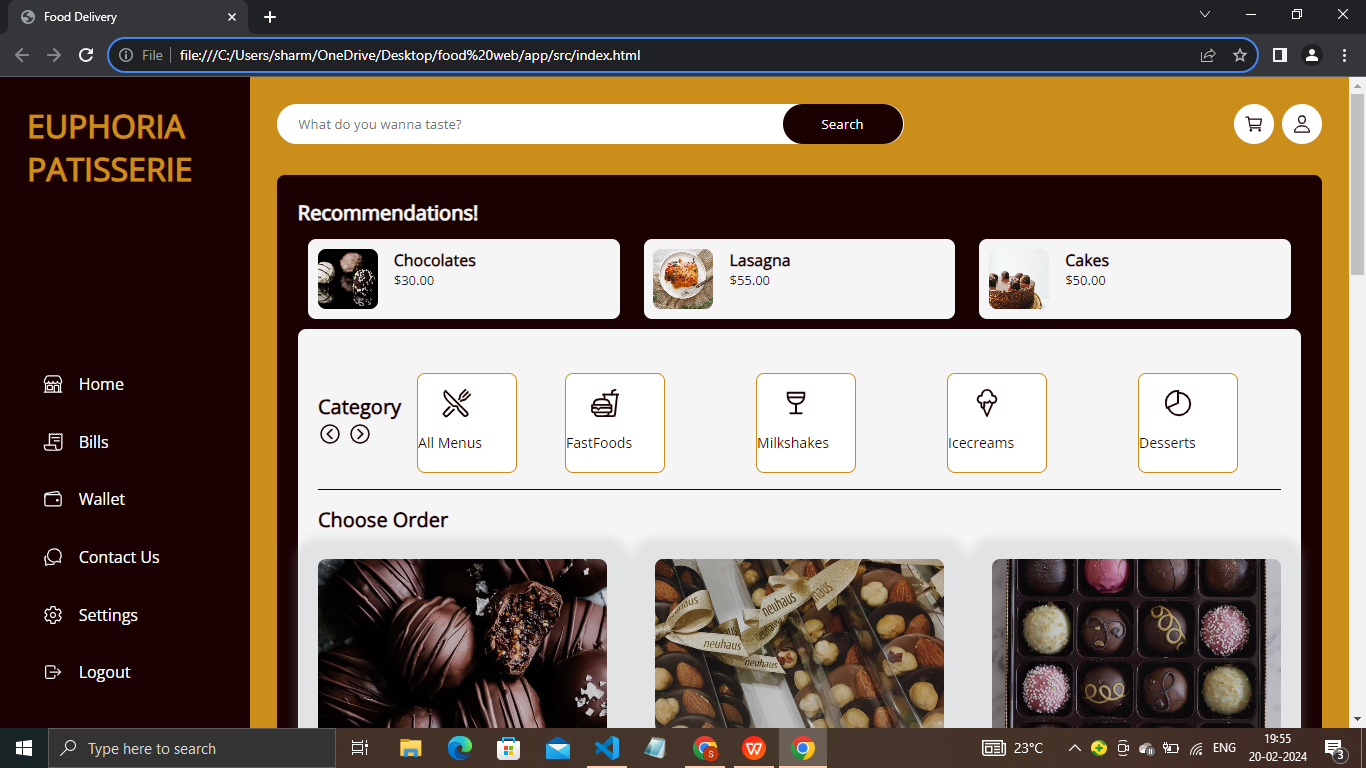 Food Delivery
File
file:///C:/Users/sharm/OneDrive/Desktop/food%20web/app/src/index.html
EUPHORIA
PATISSERIE
What do you wanna taste?
Search
Recommendations!
Chocolates
$30.00
Lasagna
$55.00
Cakes
$50.00
Home
Bills
Wallet
Contact Us
Settings
Logout
Category
All Menus
FastFoods
Milkshakes
Icecreams
Desserts
Choose Order
neuhaus
neuhaus
neuhaus
neuhaus
Type here to search
S
W
23°C
ENG
19:55
20-02-2024
3